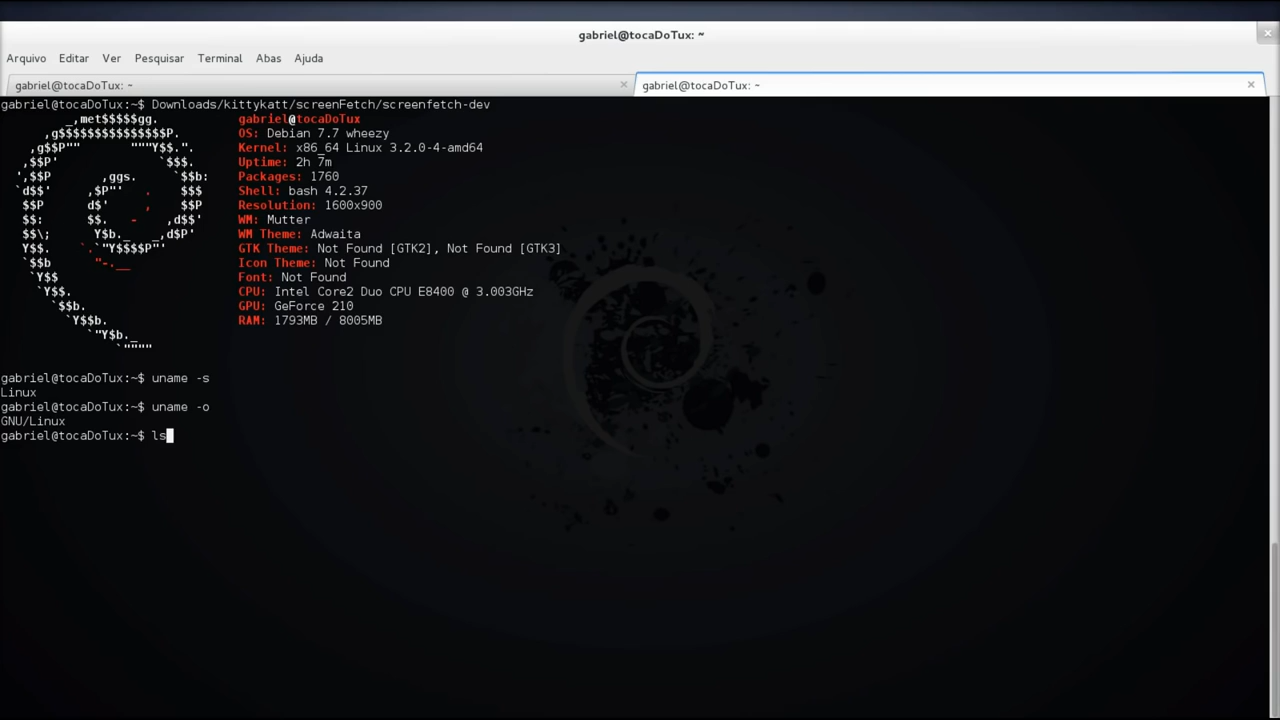 gabriel@tocaDoTux: ~
Arquivo Editar Ver Pesquisar Terminal Abas Ajuda
gabriel@tocaDoTux: ~
gabriel@tocaDoTux: ~
gabriel@tocaDoTux:~$ Downloads/kittykatt/screenFetch/screenfetch-dev
_,met$$$$$gg. gabriel@tocaDoTux
,g$$$$$$$$$$$$$$$P. OS: Debian 7.7 wheezy
,g$$P"" """Y$$.". Kernel: x86_64 Linux 3.2.0-4-amd64
,$$P' `$$$. Uptime: 2h 7m
',$$P ,ggs. `$$b: Packages: 1760
`d$$' ,$P"' . $$$ Shell: bash 4.2.37
$$P d$' , $$P Resolution: 1600x900
$$: $$. - ,d$$' WM: Mutter
$$\; Y$b._ _,d$P' WM Theme: Adwaita
Y$$. `.`"Y$$$$P"' GTK Theme: Not Found [GTK2], Not Found [GTK3]
`$$b "-.__ Icon Theme: Not Found
`Y$$ Font: Not Found
`Y$$. CPU: Intel Core2 Duo CPU E8400 @ 3.003GHz
`$$b. GPU: GeForce 210
`Y$$b. RAM: 1793MB / 8005MB
`"Y$b._
`""""
gabriel@tocaDoTux:~$ uname -s
Linux
gabriel@tocaDoTux:~$ uname -o
GNU/Linux
gabriel@tocaDoTux:~$ ls